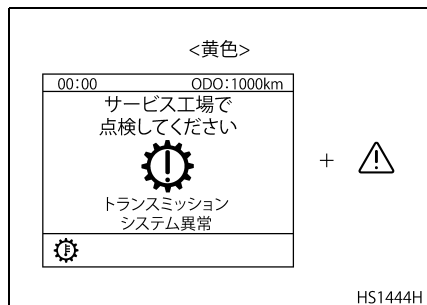 <黄色>
00:00 ODO:1000km
サービス工場で
点検してください
トランスミッション
システム異常
+
HS1444H